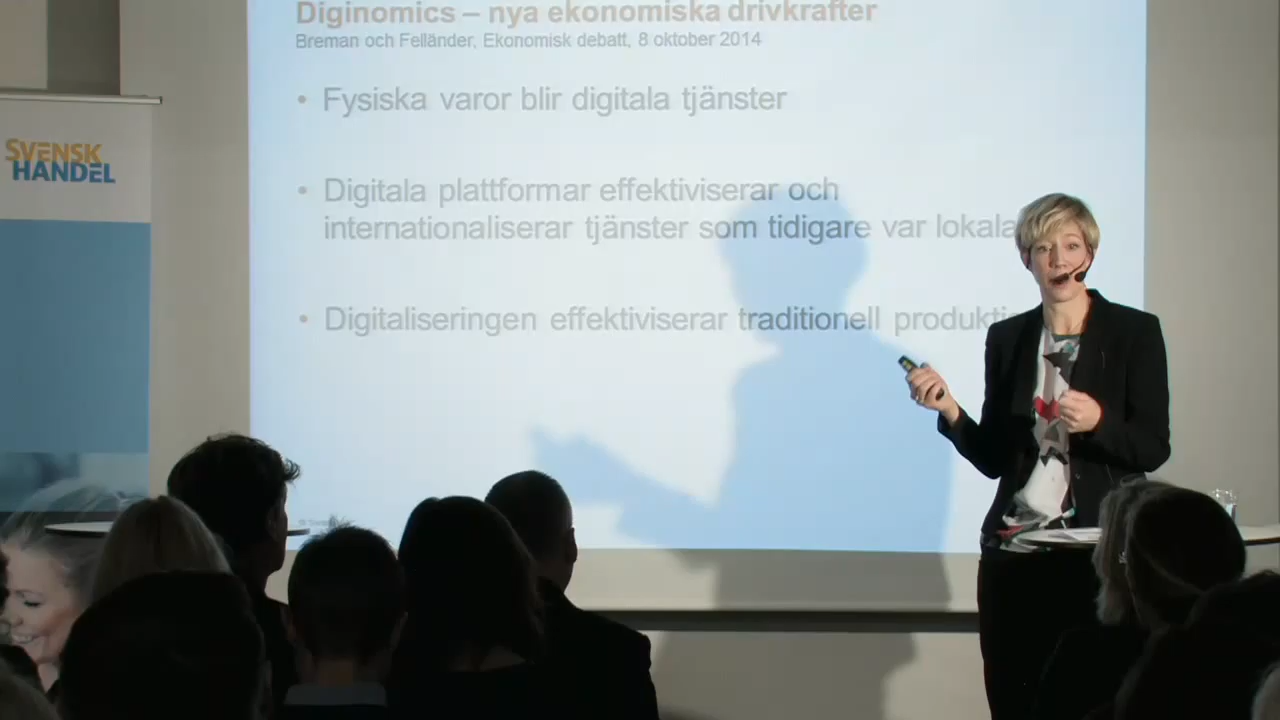 Diginomics – nya ekonomiska drivkrafter
Breman och Felländer, Ekonomisk debatt, 8 oktober 2014
• Fysiska varor blir digitala tjänster
SVENSK
HANDEL
• Digitala plattformar effektiviserar och
internationaliserar tjänster som tidigare var lokala
• Digitaliseringen effektiviserar traditionell